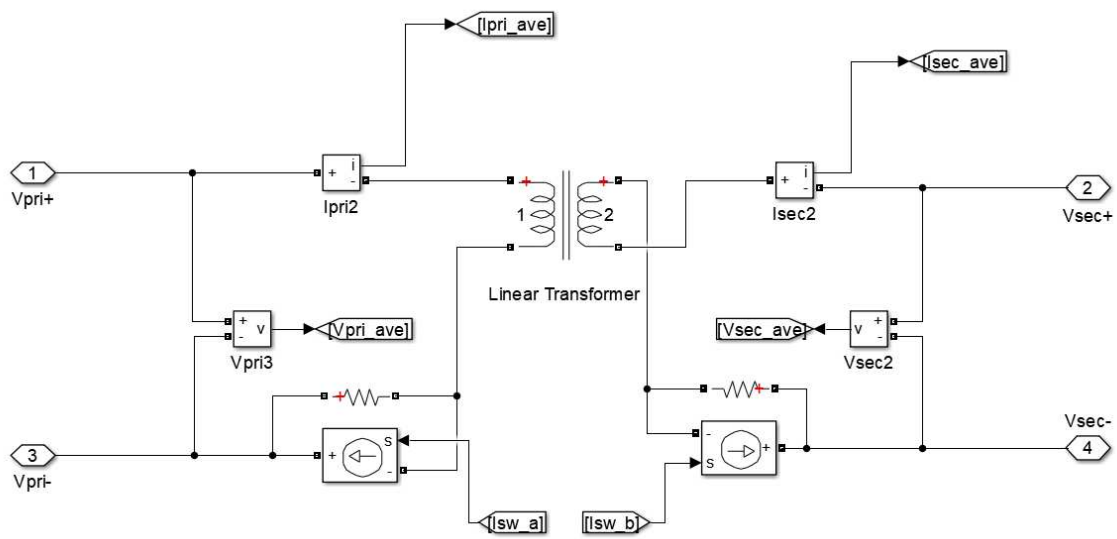 [Ipri_ave]
[Isec_ave]
1
Vpri+
+
i
-
Ipri2
+
+
1
2
+
i
-
Isec2
2
Vsec+
Linear Transformer
+
-
v
Vpri3
[Vpri_ave]
[Vsec_ave]
v
+
-
Vsec2
+
+
3
Vpri-
+
s
-
-
s
+
Vsec-
4
[Isw_a]
[Isw_b]